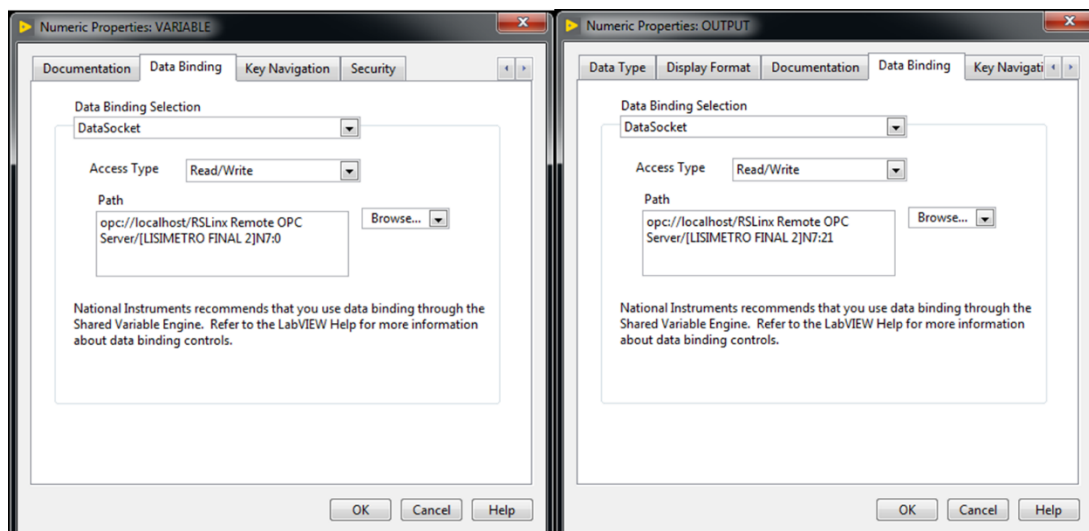 Numeric Properties: VARIABLE
Documentation
Data Binding
Key Navigation
Security
Data Binding Selection
DataSocket
Access Type
Read/Write
Path
opc://localhost/RSLinx Remote OPC
Server/[LISIMETRO FINAL 2]N7:0
Browse...
National Instruments recommends that you use data binding through the
Shared Variable Engine. Refer to the LabVIEW Help for more information
about data binding controls.
OK
Cancel
Help
Numeric Properties: OUTPUT
Data Type
Display Format
Documentation
Data Binding
Key Navigati
Data Binding Selection
DataSocket
Access Type
Read/Write
Path
opc://localhost/RSLinx Remote OPC
Server/[LISIMETRO FINAL 2]N7:21
Browse...
National Instruments recommends that you use data binding through the
Shared Variable Engine. Refer to the LabVIEW Help for more information
about data binding controls.
OK
Cancel
Help